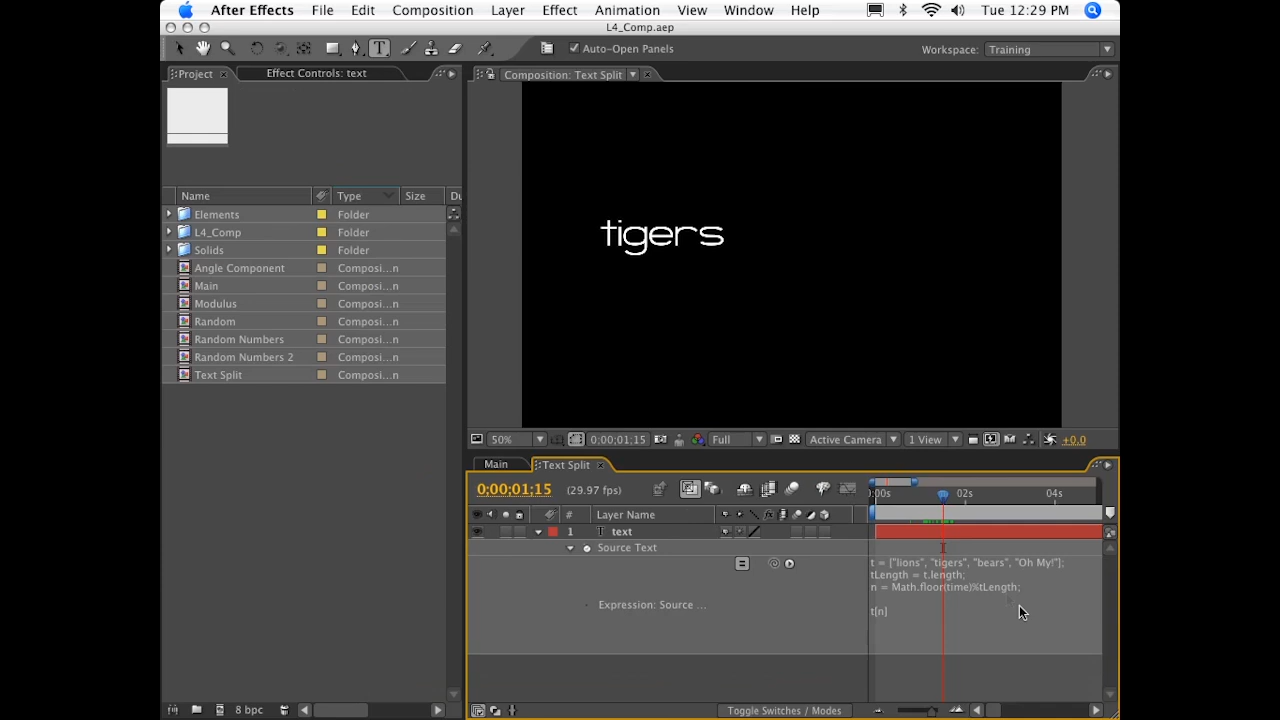 After Effects File Edit Composition Layer Effect Animation View Window Help Tue 12:29 PM
L4_Comp.aep
T Auto-Open Panels Workspace: Training
Project Effect Controls: text Composition: Text Split
tigers
Name Type Size Du
Elements Folder
L4_Comp Folder
Solids Folder
Angle Component Composi...n
Main Composi...n
Modulus Composi...n
Random Composi...n
Random Numbers Composi...n
Random Numbers 2 Composi...n
Text Split Composi...n
50% 0;00;01;15 Full Active Camera 1 View +0.0
Main Text Split
0;00;01;15 (29.97 fps) :00s 02s 04s
# Layer Name
1 T text
Source Text
t = ["lions", "tigers", "bears", "Oh My!"];
tLength = t.length;
n = Math.floor(time)%tLength;
Expression: Source ...
t[n]
8 bpc Toggle Switches / Modes